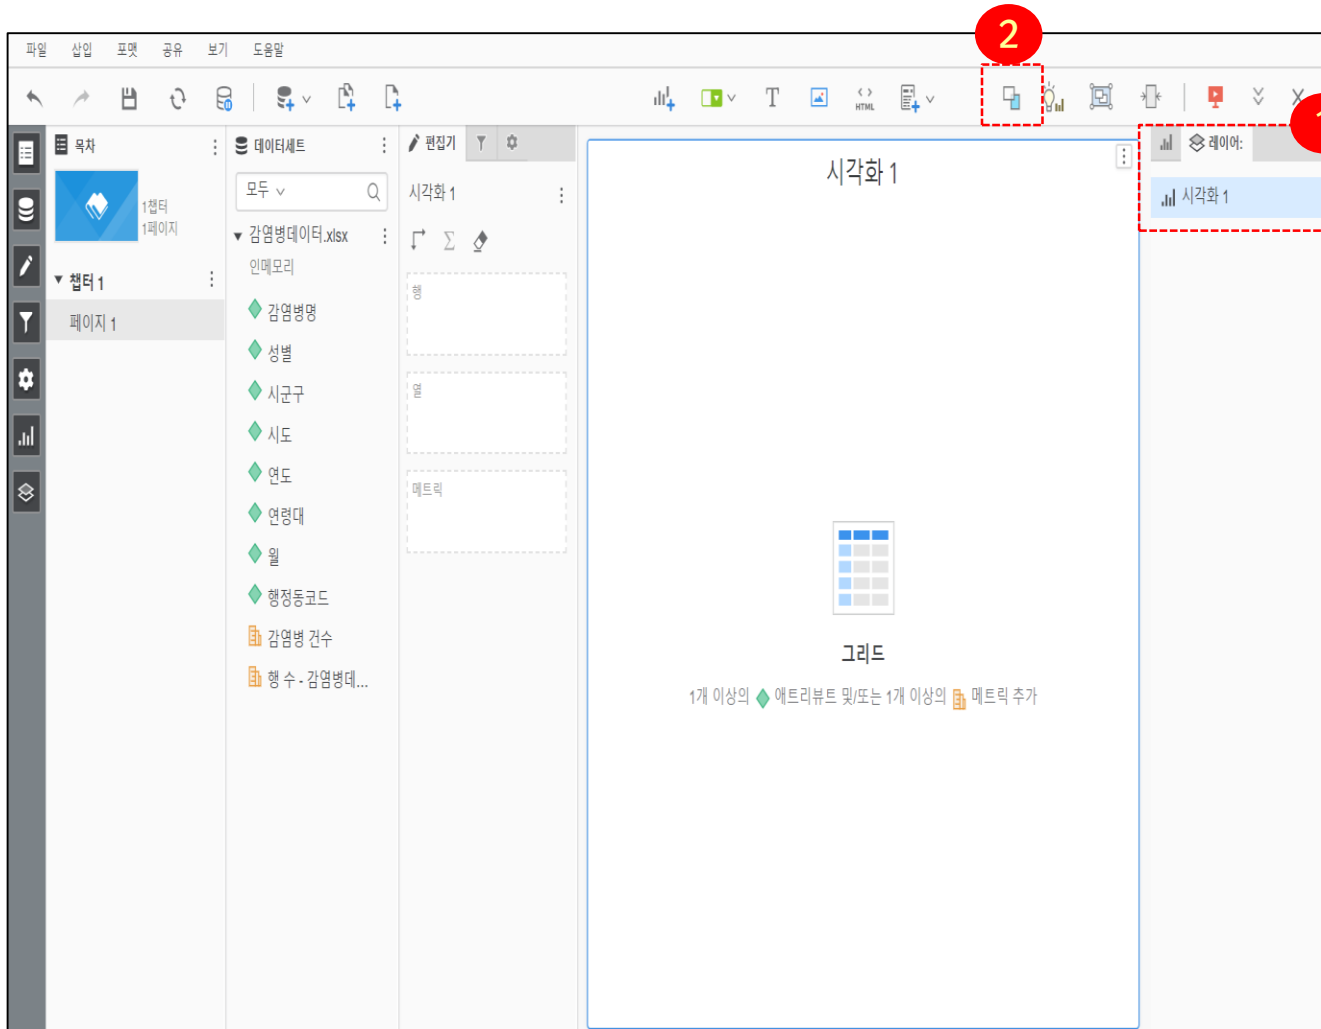 2
파일 삽입 포맷 공유 보기 도움말
T
HTML
1
목차
데이터세트
편집기
레이어:
시각화 1
모두
시각화 1
시각화 1
1챕터
1페이지
감염병데이터.xlsx
인메모리
챕터 1
페이지 1
행
열
메트릭
감염병명
성별
시군구
시도
연도
연령대
월
행정동코드
감염병 건수
행 수 - 감염병데...
그리드
1개 이상의 애트리뷰트 및/또는 1개 이상의 메트릭 추가